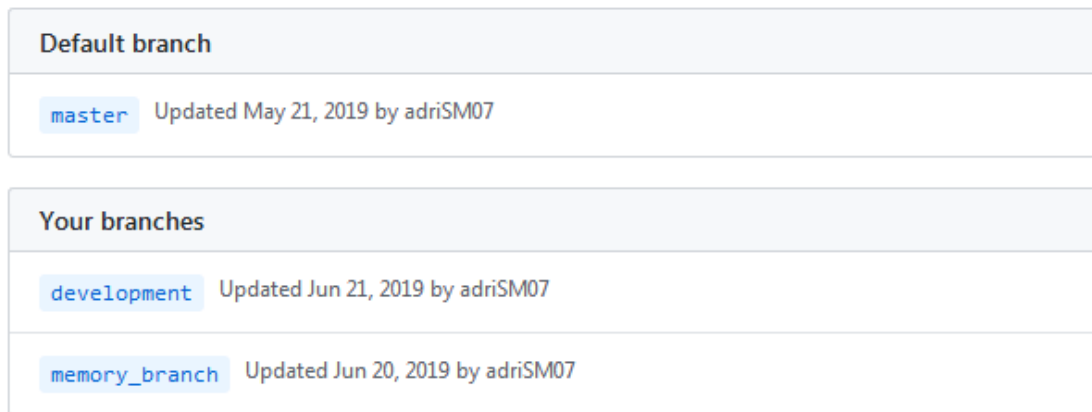 Default branch
master Updated May 21, 2019 by adriSM07
Your branches
development Updated Jun 21, 2019 by adriSM07
memory_branch Updated Jun 20, 2019 by adriSM07